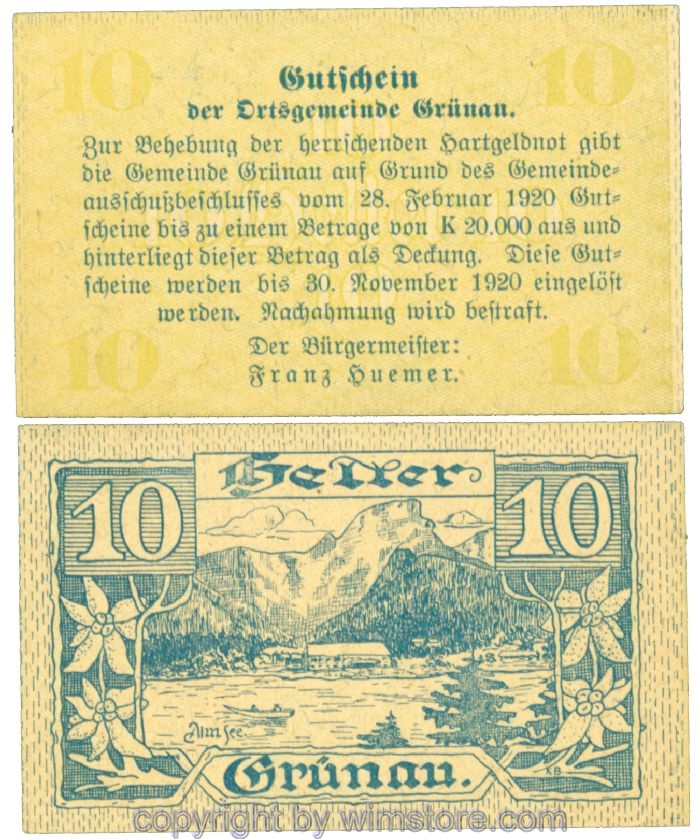 10 10
Gutschein
der Ortsgemeinde Grünau.
Zur Behebung der herrschenden Hartgeldnot gibt
die Gemeinde Grünau auf Grund des Gemeinde-
ausschußbeschlusses vom 28. Februar 1920 Gut-
scheine bis zu einem Betrage von K 20.000 aus und
hinterliegt dieser Betrag als Deckung. Diese Gut-
scheine werden bis 30. November 1920 eingelöst
werden. Nachahmung wird bestraft.
Der Bürgermeister:
Franz Huemer.
10 10
Heller
10 10
Almsee
KB
Grünau.
copyright by wimstore.com